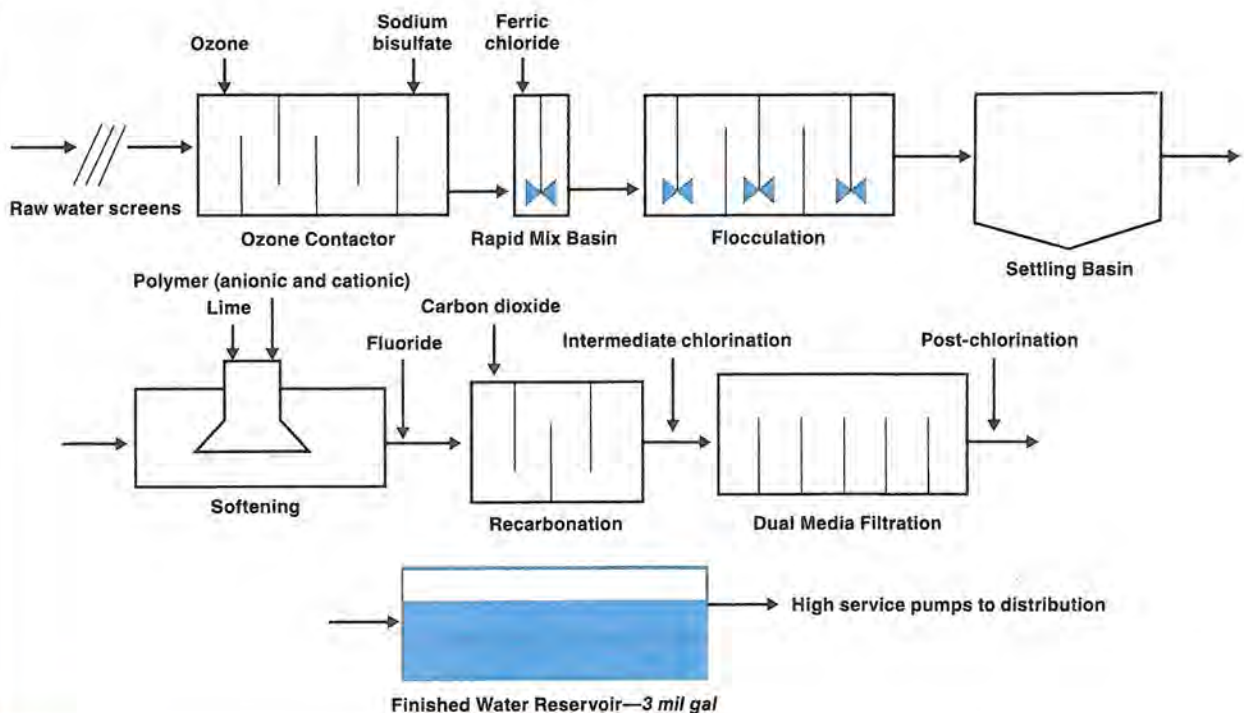 Ozone
Sodium
bisulfate
Ferric
chloride
Raw water screens
Ozone Contactor
Rapid Mix Basin
Flocculation
Settling Basin
Polymer (anionic and cationic)
Lime
Fluoride
Carbon dioxide
Intermediate chlorination
Post-chlorination
Softening
Recarbonation
Dual Media Filtration
High service pumps to distribution
Finished Water Reservoir—3 mil gal